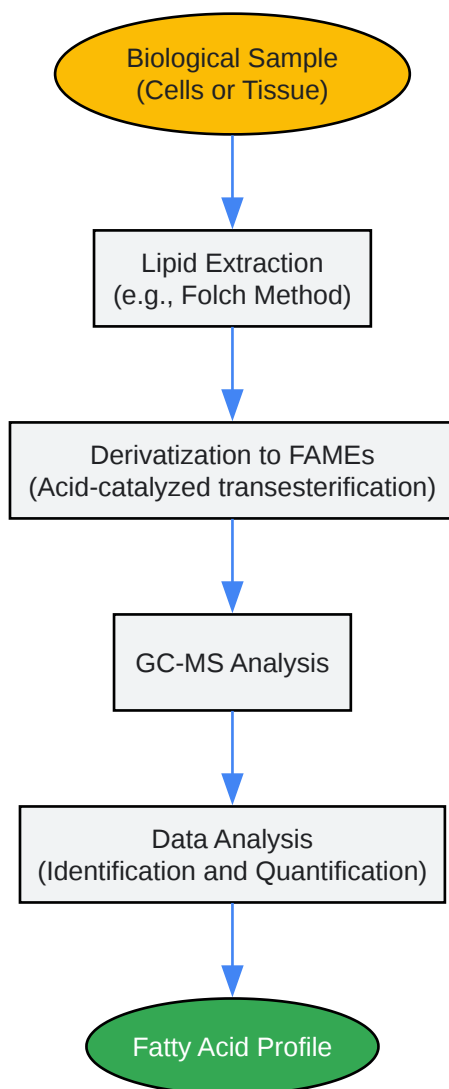 Biological Sample
(Cells or Tissue)
Lipid Extraction
(e.g., Folch Method)
Derivatization to FAMEs
(Acid-catalyzed transesterification)
GC-MS Analysis
Data Analysis
(Identification and Quantification)
Fatty Acid Profile